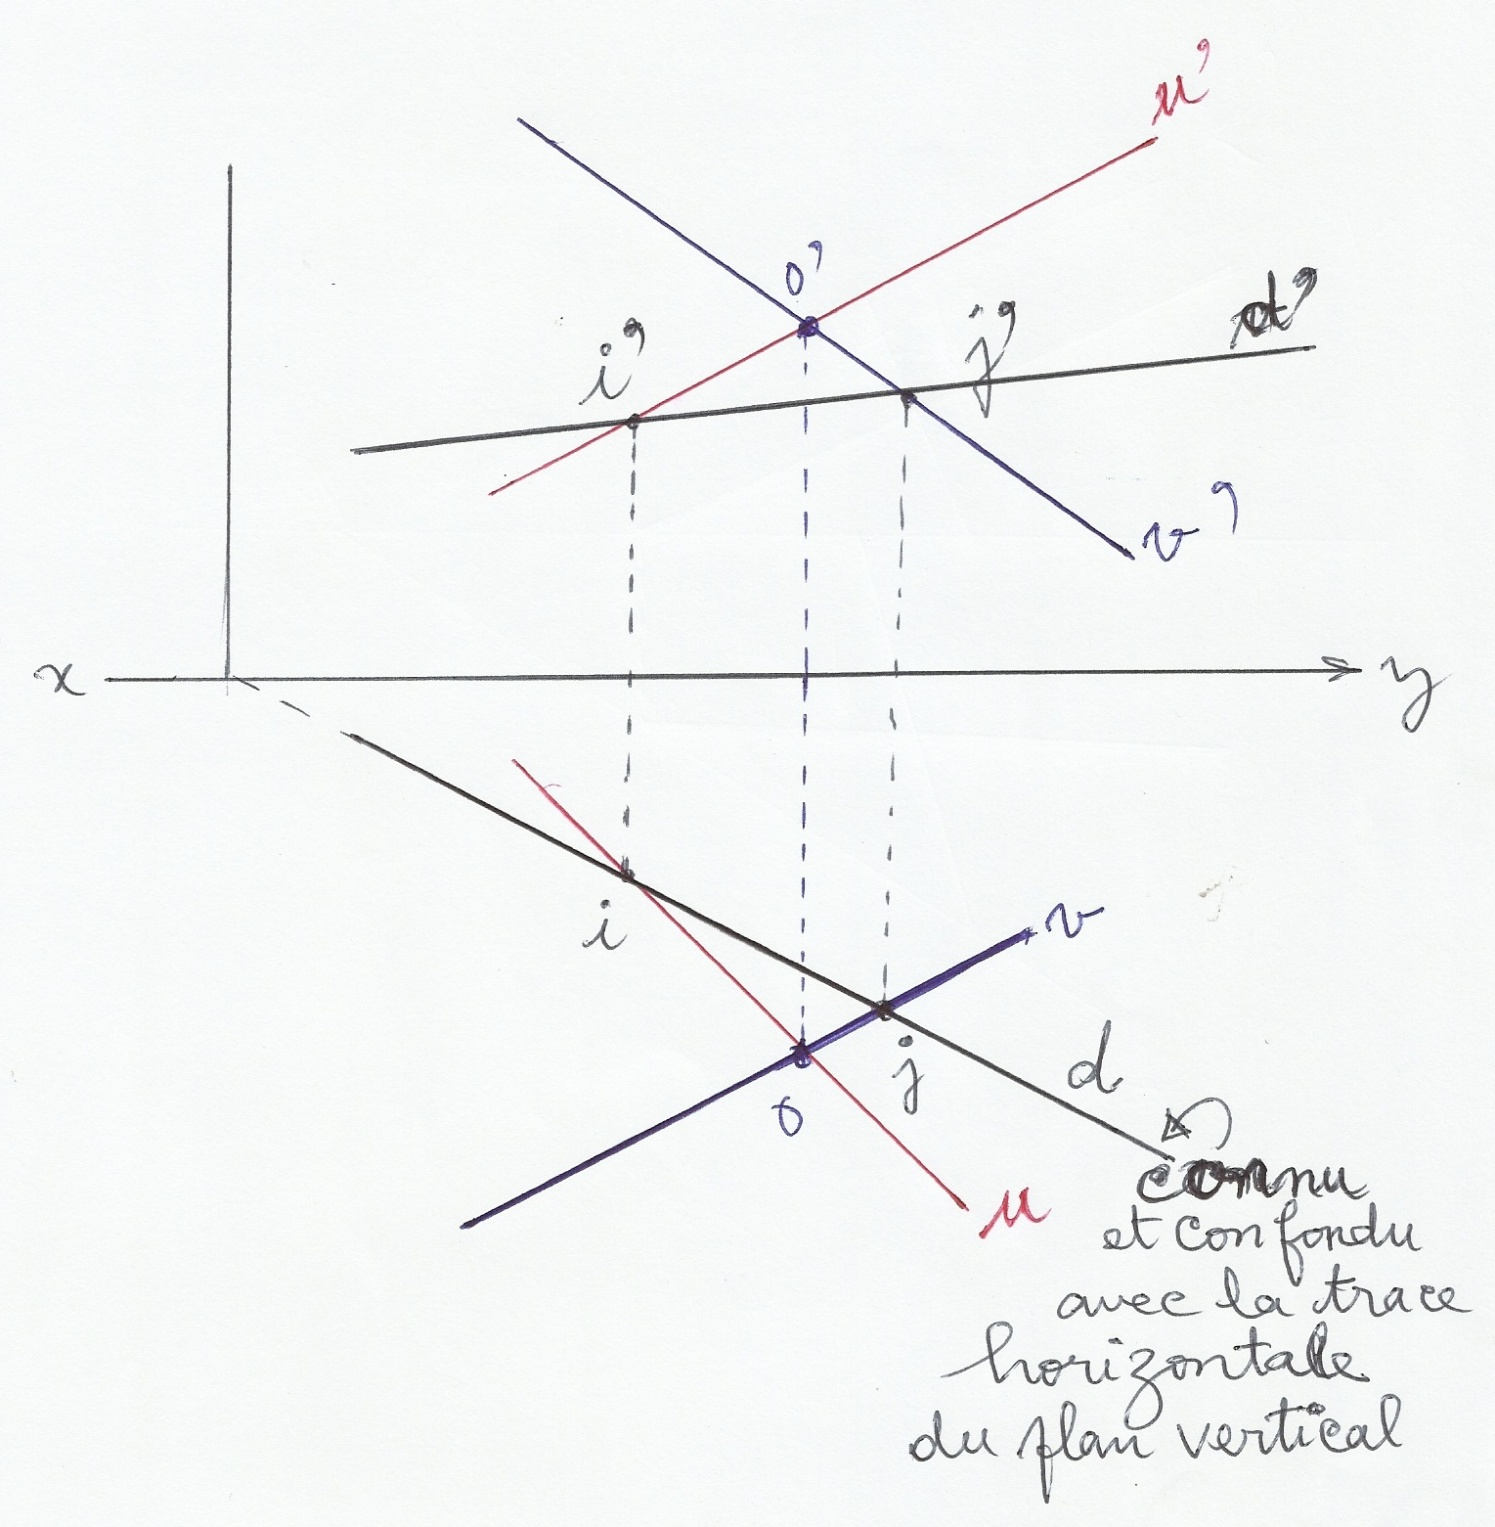 u'
o'
i'
j'
d'
v'
x
y
i
v
o
j
d
u
connu
et confondu
avec la trace
horizontale
du plan vertical